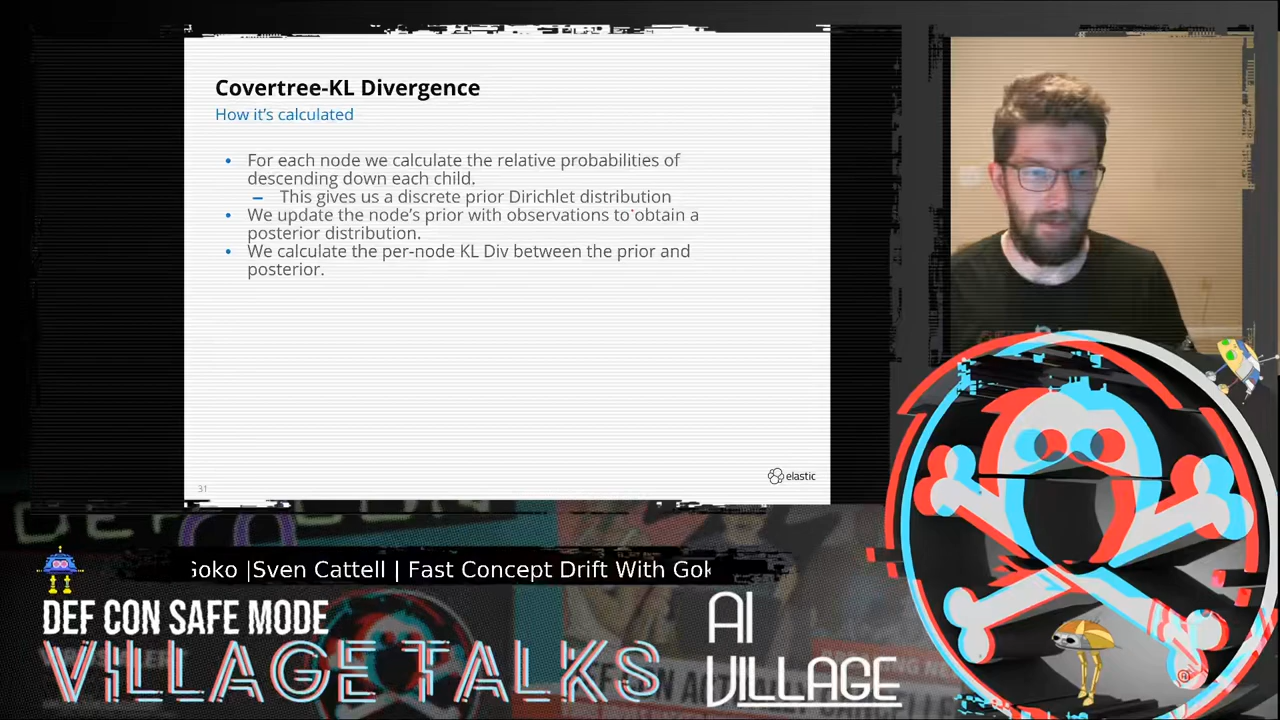 Covertree-KL Divergence
How it's calculated
• For each node we calculate the relative probabilities of
descending down each child.
– This gives us a discrete prior Dirichlet distribution
• We update the node's prior with observations to obtain a
posterior distribution.
• We calculate the per-node KL Div between the prior and
posterior.
31
elastic
Goko |Sven Cattell | Fast Concept Drift With Gok
DEF CON SAFE MODE
VILLAGE TALKS
AI
VILLAGE
DEF CON